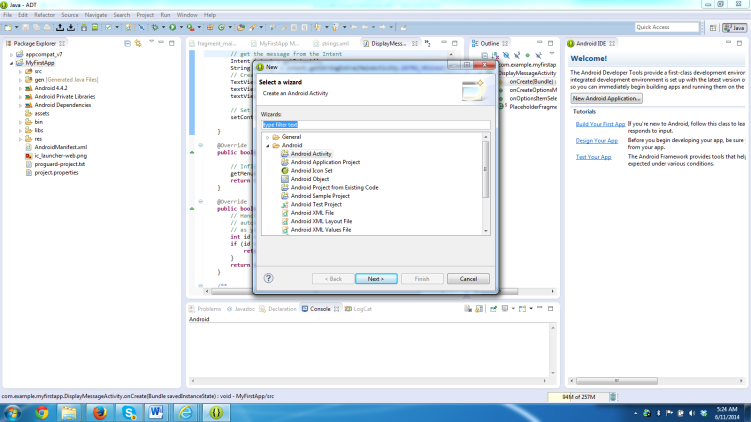 Java - ADT
File Edit Refactor Source Navigate Search Project Run Window Help
Quick Access
Java
Package Explorer
appcompat_v7
MyFirstApp
src
gen [Generated Java Files]
Android 4.4.2
Android Private Libraries
Android Dependencies
assets
bin
libs
res
AndroidManifest.xml
ic_launcher-web.png
proguard-project.txt
project.properties
fragment_mai...
MyFirstApp M...
strings.xml
DisplayMess...
// get the message from the Intent
Intent
String
// Crea
TextVi
textVi
textVi
// Set
setCont
}
@Override
public bool
// Infl
getMenu
return
}
@Override
public bool
// Hand
// auto
// as
int id
if (id
ret
}
return
}
/**
New
Select a wizard
Create an Android Activity
Wizards:
type filter text
General
Android
Android Activity
Android Application Project
Android Icon Set
Android Object
Android Project from Existing Code
Android Sample Project
Android Test Project
Android XML File
Android XML Layout File
Android XML Values File
< Back
Next >
Finish
Cancel
Outline
com.example.myfirstapp
DisplayMessageActivity
onCreate(Bundle) :
onCreateOptionsM
onOptionsItemSele
PlaceholderFragme
Android IDE
Welcome!
The Android Developer Tools provide a first-class development enviror
integrated development environment is set up with the latest version o
so you can immediately begin building apps and running them on the
New Android Application...
Tutorials
Build Your First App If you're new to Android, follow this class to lea
responds to input.
Design Your App Before you begin developing your app, be sure
from your app.
Test Your App The Android Framework provides tools that help
expected under various conditions.
Problems Javadoc Declaration Console LogCat
Android
com.example.myfirstapp.DisplayMessageActivity.onCreate(Bundle savedInstanceState) : void - MyFirstApp/src
94M of 257M
5:24 AM
6/11/2014